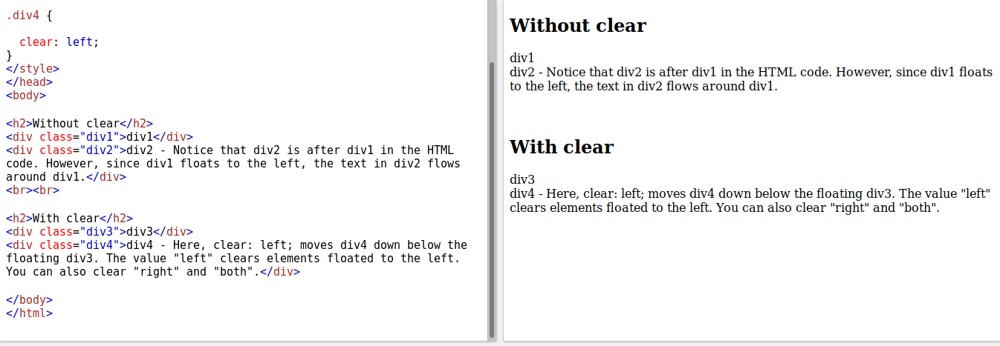 .div4 {
clear: left;
}
</style>
</head>
<body>
<h2>Without clear</h2>
<div class="div1">div1</div>
<div class="div2">div2 - Notice that div2 is after div1 in the HTML
code. However, since div1 floats to the left, the text in div2 flows
around div1.</div>
<br><br>
<h2>With clear</h2>
<div class="div3">div3</div>
<div class="div4">div4 - Here, clear: left; moves div4 down below the
floating div3. The value "left" clears elements floated to the left.
You can also clear "right" and "both".</div>
</body>
</html>
Without clear
div1
div2 - Notice that div2 is after div1 in the HTML code. However, since div1 floats
to the left, the text in div2 flows around div1.
With clear
div3
div4 - Here, clear: left; moves div4 down below the floating div3. The value "left"
clears elements floated to the left. You can also clear "right" and "both".